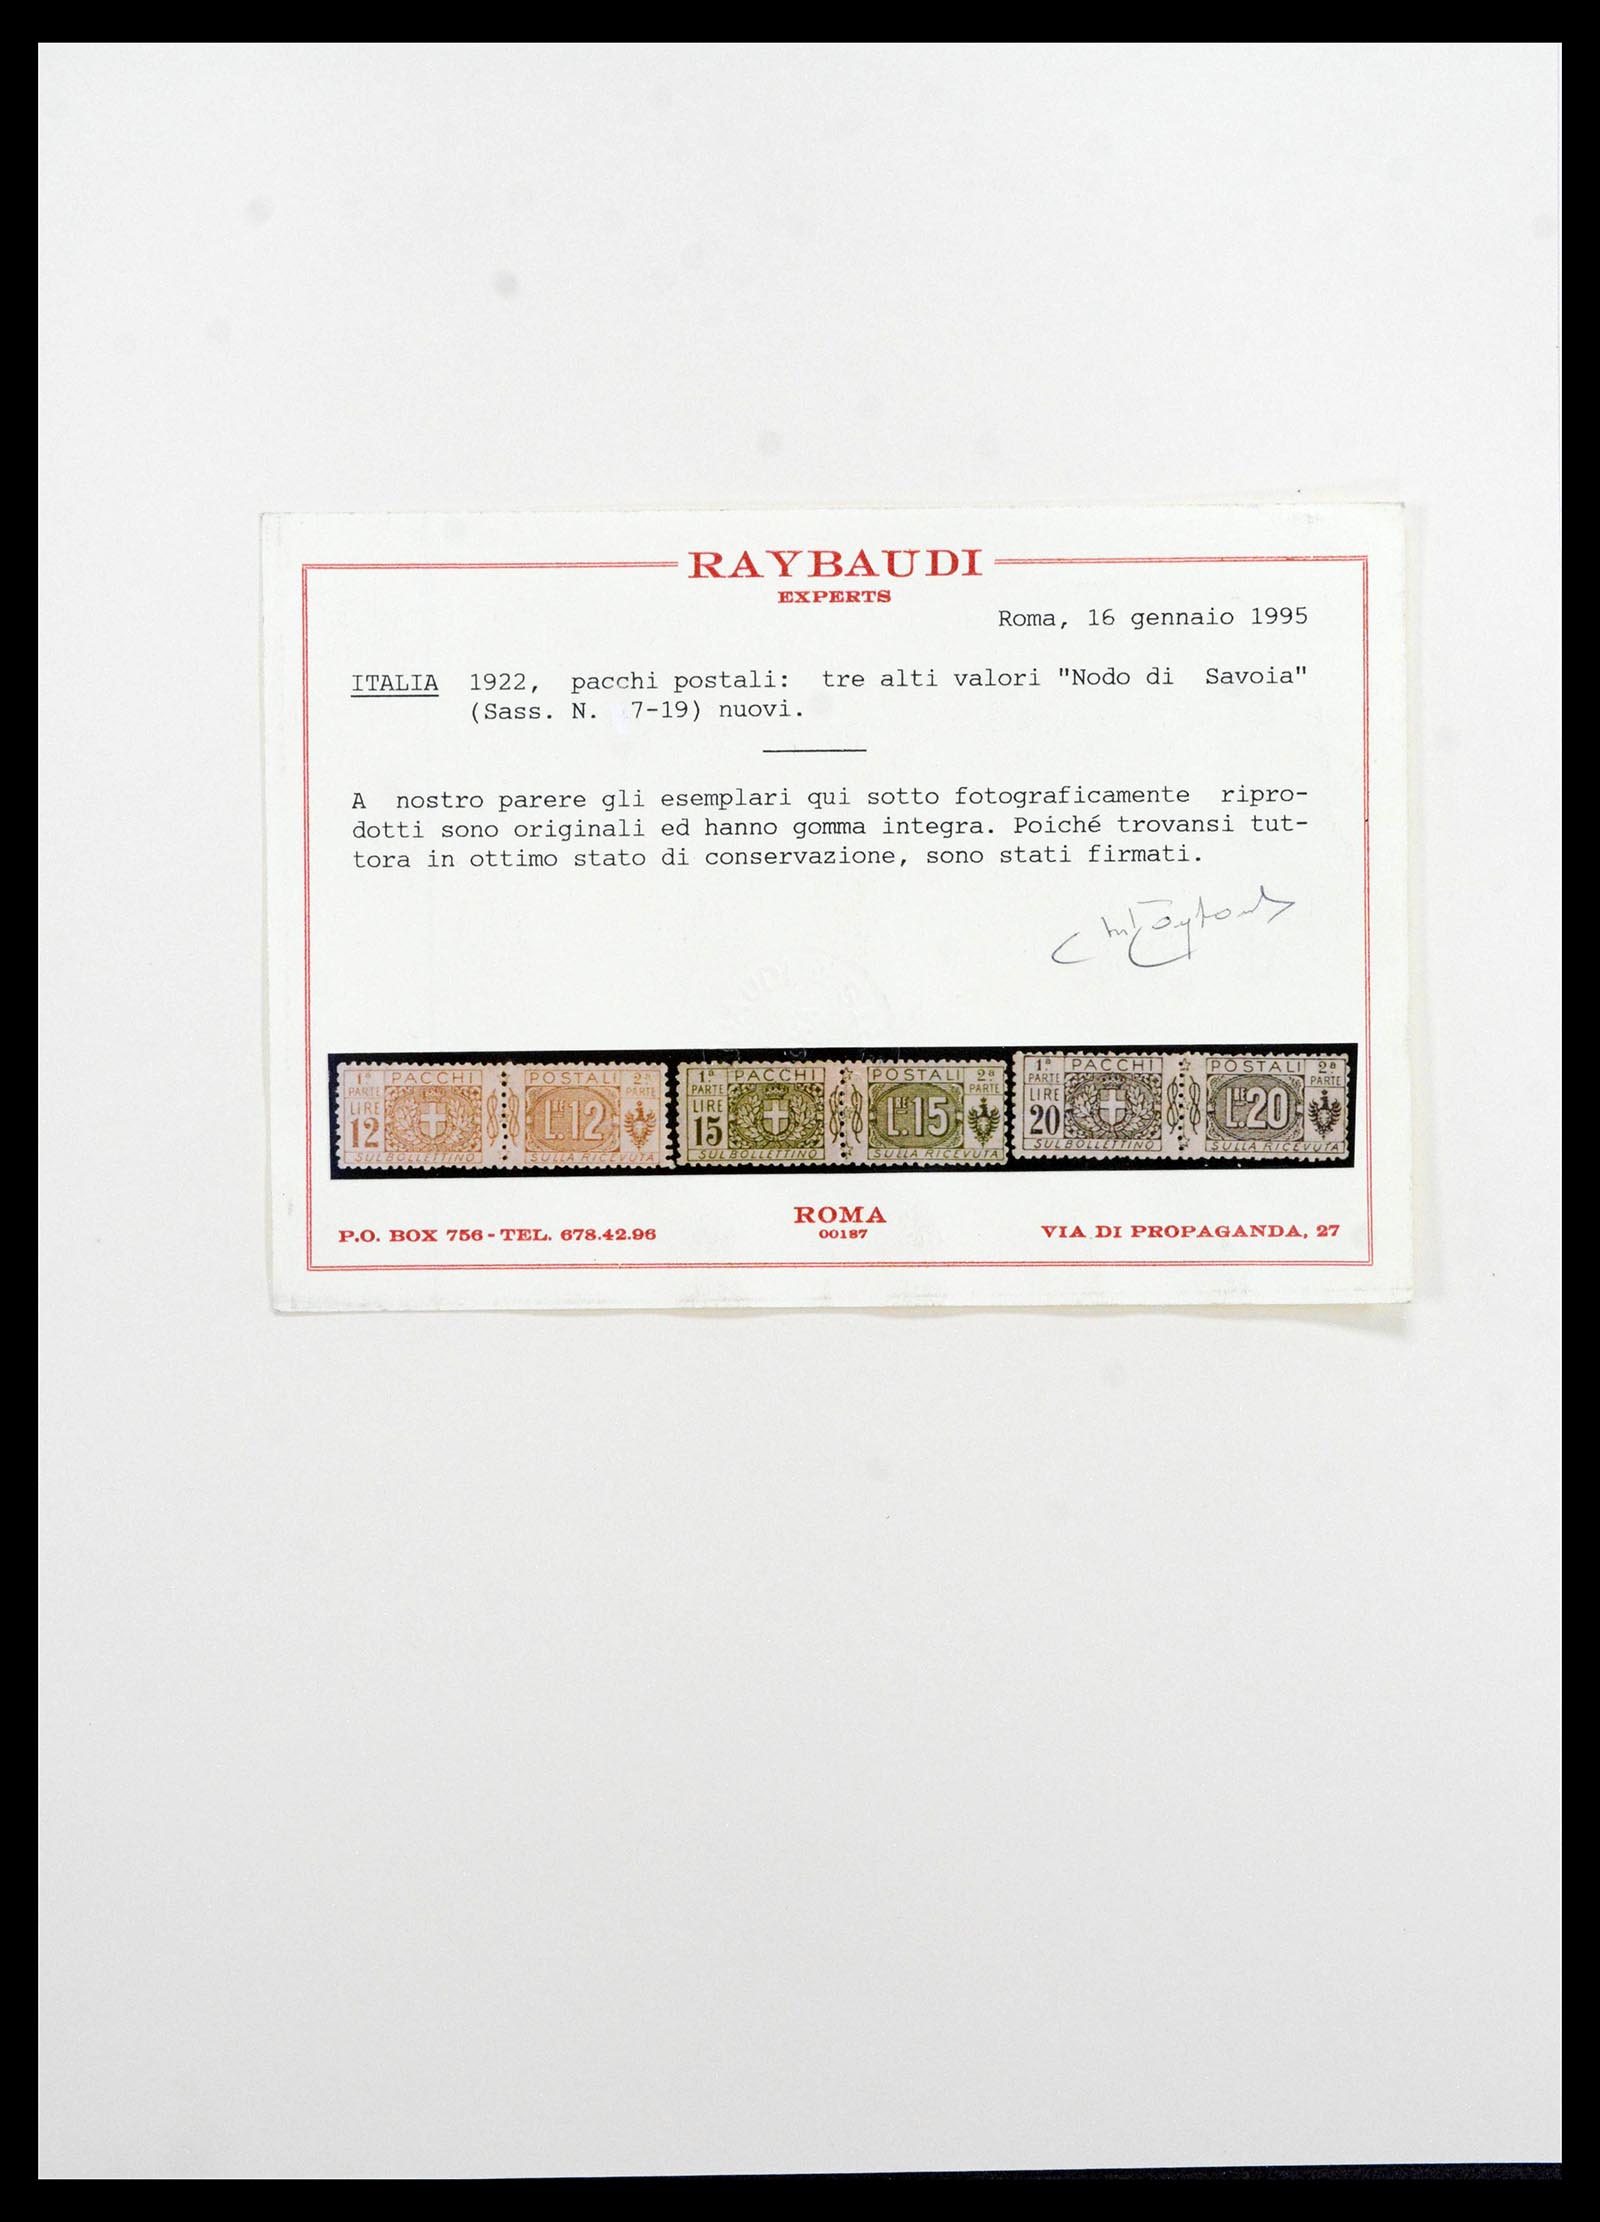 RAYBAUDI
EXPERTS
Roma, 16 gennaio 1995
ITALIA 1922, pacchi postali: tre alti valori "Nodo di Savoia"
(Sass. N. 7-19) nuovi.
A nostro parere gli esemplari qui sotto fotograficamente ripro-
dotti sono originali ed hanno gomma integra. Poiché trovansi tut-
tora in ottimo stato di conservazione, sono stati firmati.
1ª PARTE PACCHI POSTALI 2ª PARTE
LIRE 12 LRE 12
SUL BOLLETTINO SULLA RICEVUTA
1ª PARTE PACCHI POSTALI 2ª PARTE
LIRE 15 LRE 15
SUL BOLLETTINO SULLA RICEVUTA
1ª PARTE PACCHI POSTALI 2ª PARTE
LIRE 20 LRE 20
SUL BOLLETTINO SULLA RICEVUTA
P.O. BOX 756 - TEL. 678.42.96
ROMA
00187
VIA DI PROPAGANDA, 27